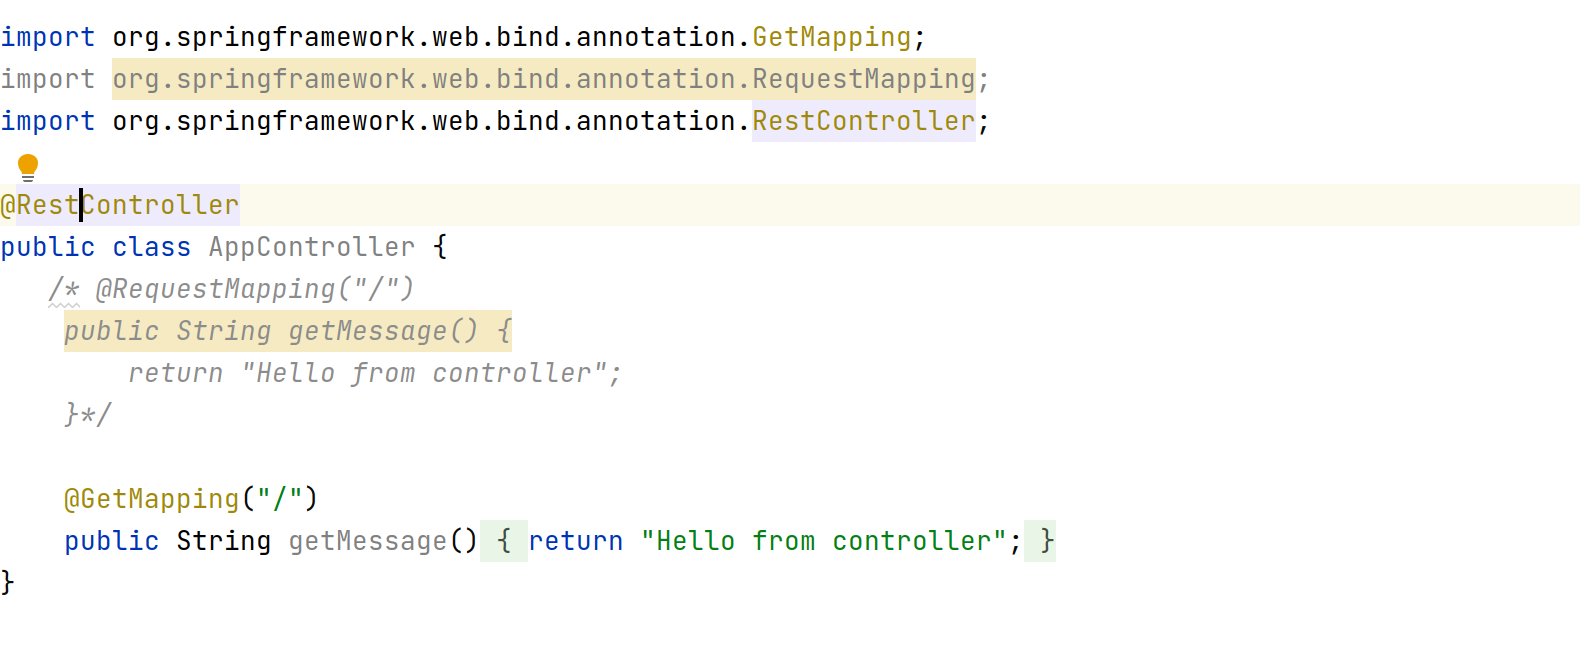 import org.springframework.web.bind.annotation.GetMapping;
import org.springframework.web.bind.annotation.RequestMapping;
import org.springframework.web.bind.annotation.RestController;
@RestController
public class AppController {
/* @RequestMapping("/")
public String getMessage() {
return "Hello from controller";
}*/
@GetMapping("/")
public String getMessage() { return "Hello from controller"; }
}